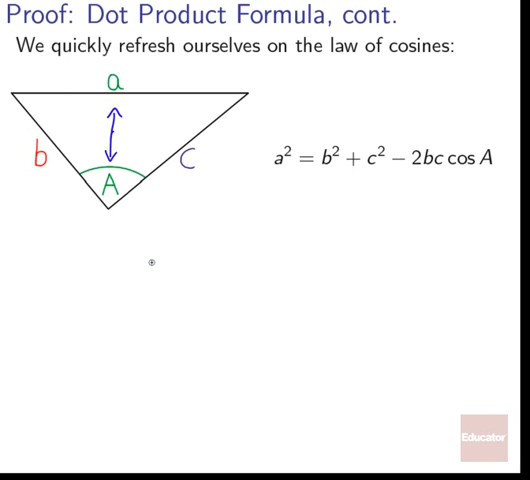 Proof: Dot Product Formula, cont.
We quickly refresh ourselves on the law of cosines:
a
b
c
a² = b² + c² − 2bc cos A
A
Educator